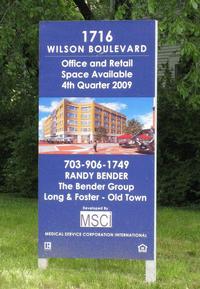 1716
WILSON BOULEVARD
Office and Retail
Space Available
4th Quarter 2009
703-906-1749
RANDY BENDER
The Bender Group
Long & Foster - Old Town
Developed By
MSCI
MEDICAL SERVICE CORPORATION INTERNATIONAL